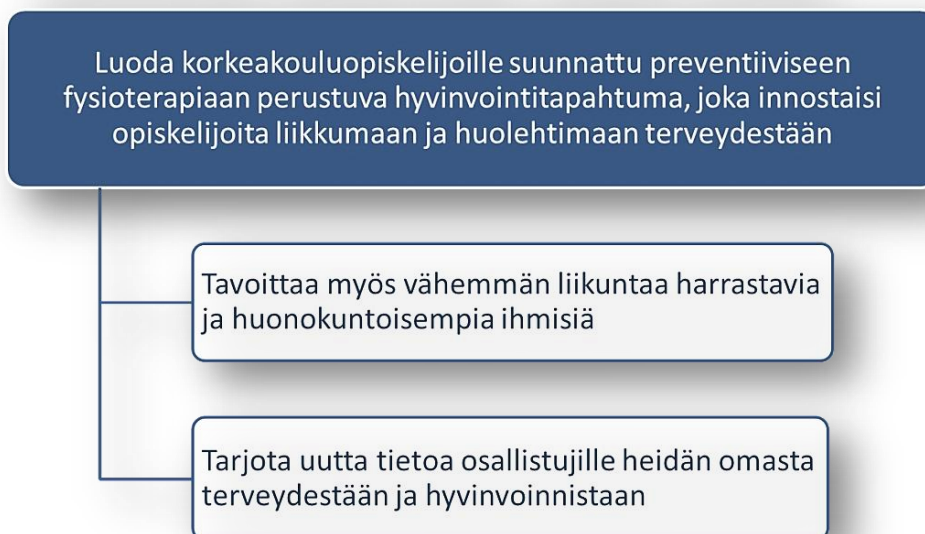 Luoda korkeakouluopiskelijoille suunnattu preventiiviseen
fysioterapiaan perustuva hyvinvointitapahtuma, joka innostaisi
opiskelijoita liikkumaan ja huolehtimaan terveydestään
Tavoittaa myös vähemmän liikuntaa harrastavia
ja huonokuntoisempia ihmisiä
Tarjota uutta tietoa osallistujille heidän omasta
terveydestään ja hyvinvoinnistaan